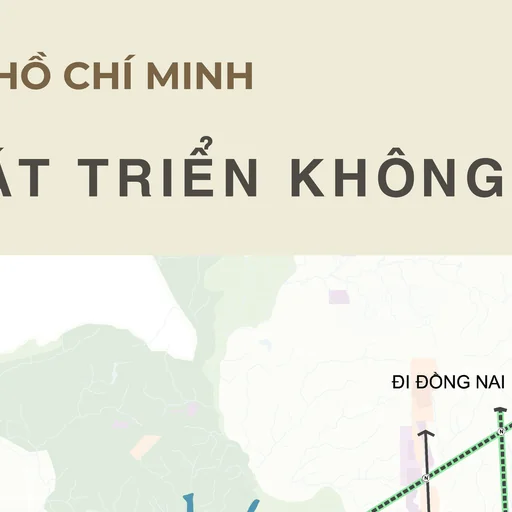 HỒ CHÍ MINH
ÁT TRIỂN KHÔNG
ĐI ĐỒNG NAI
N
N